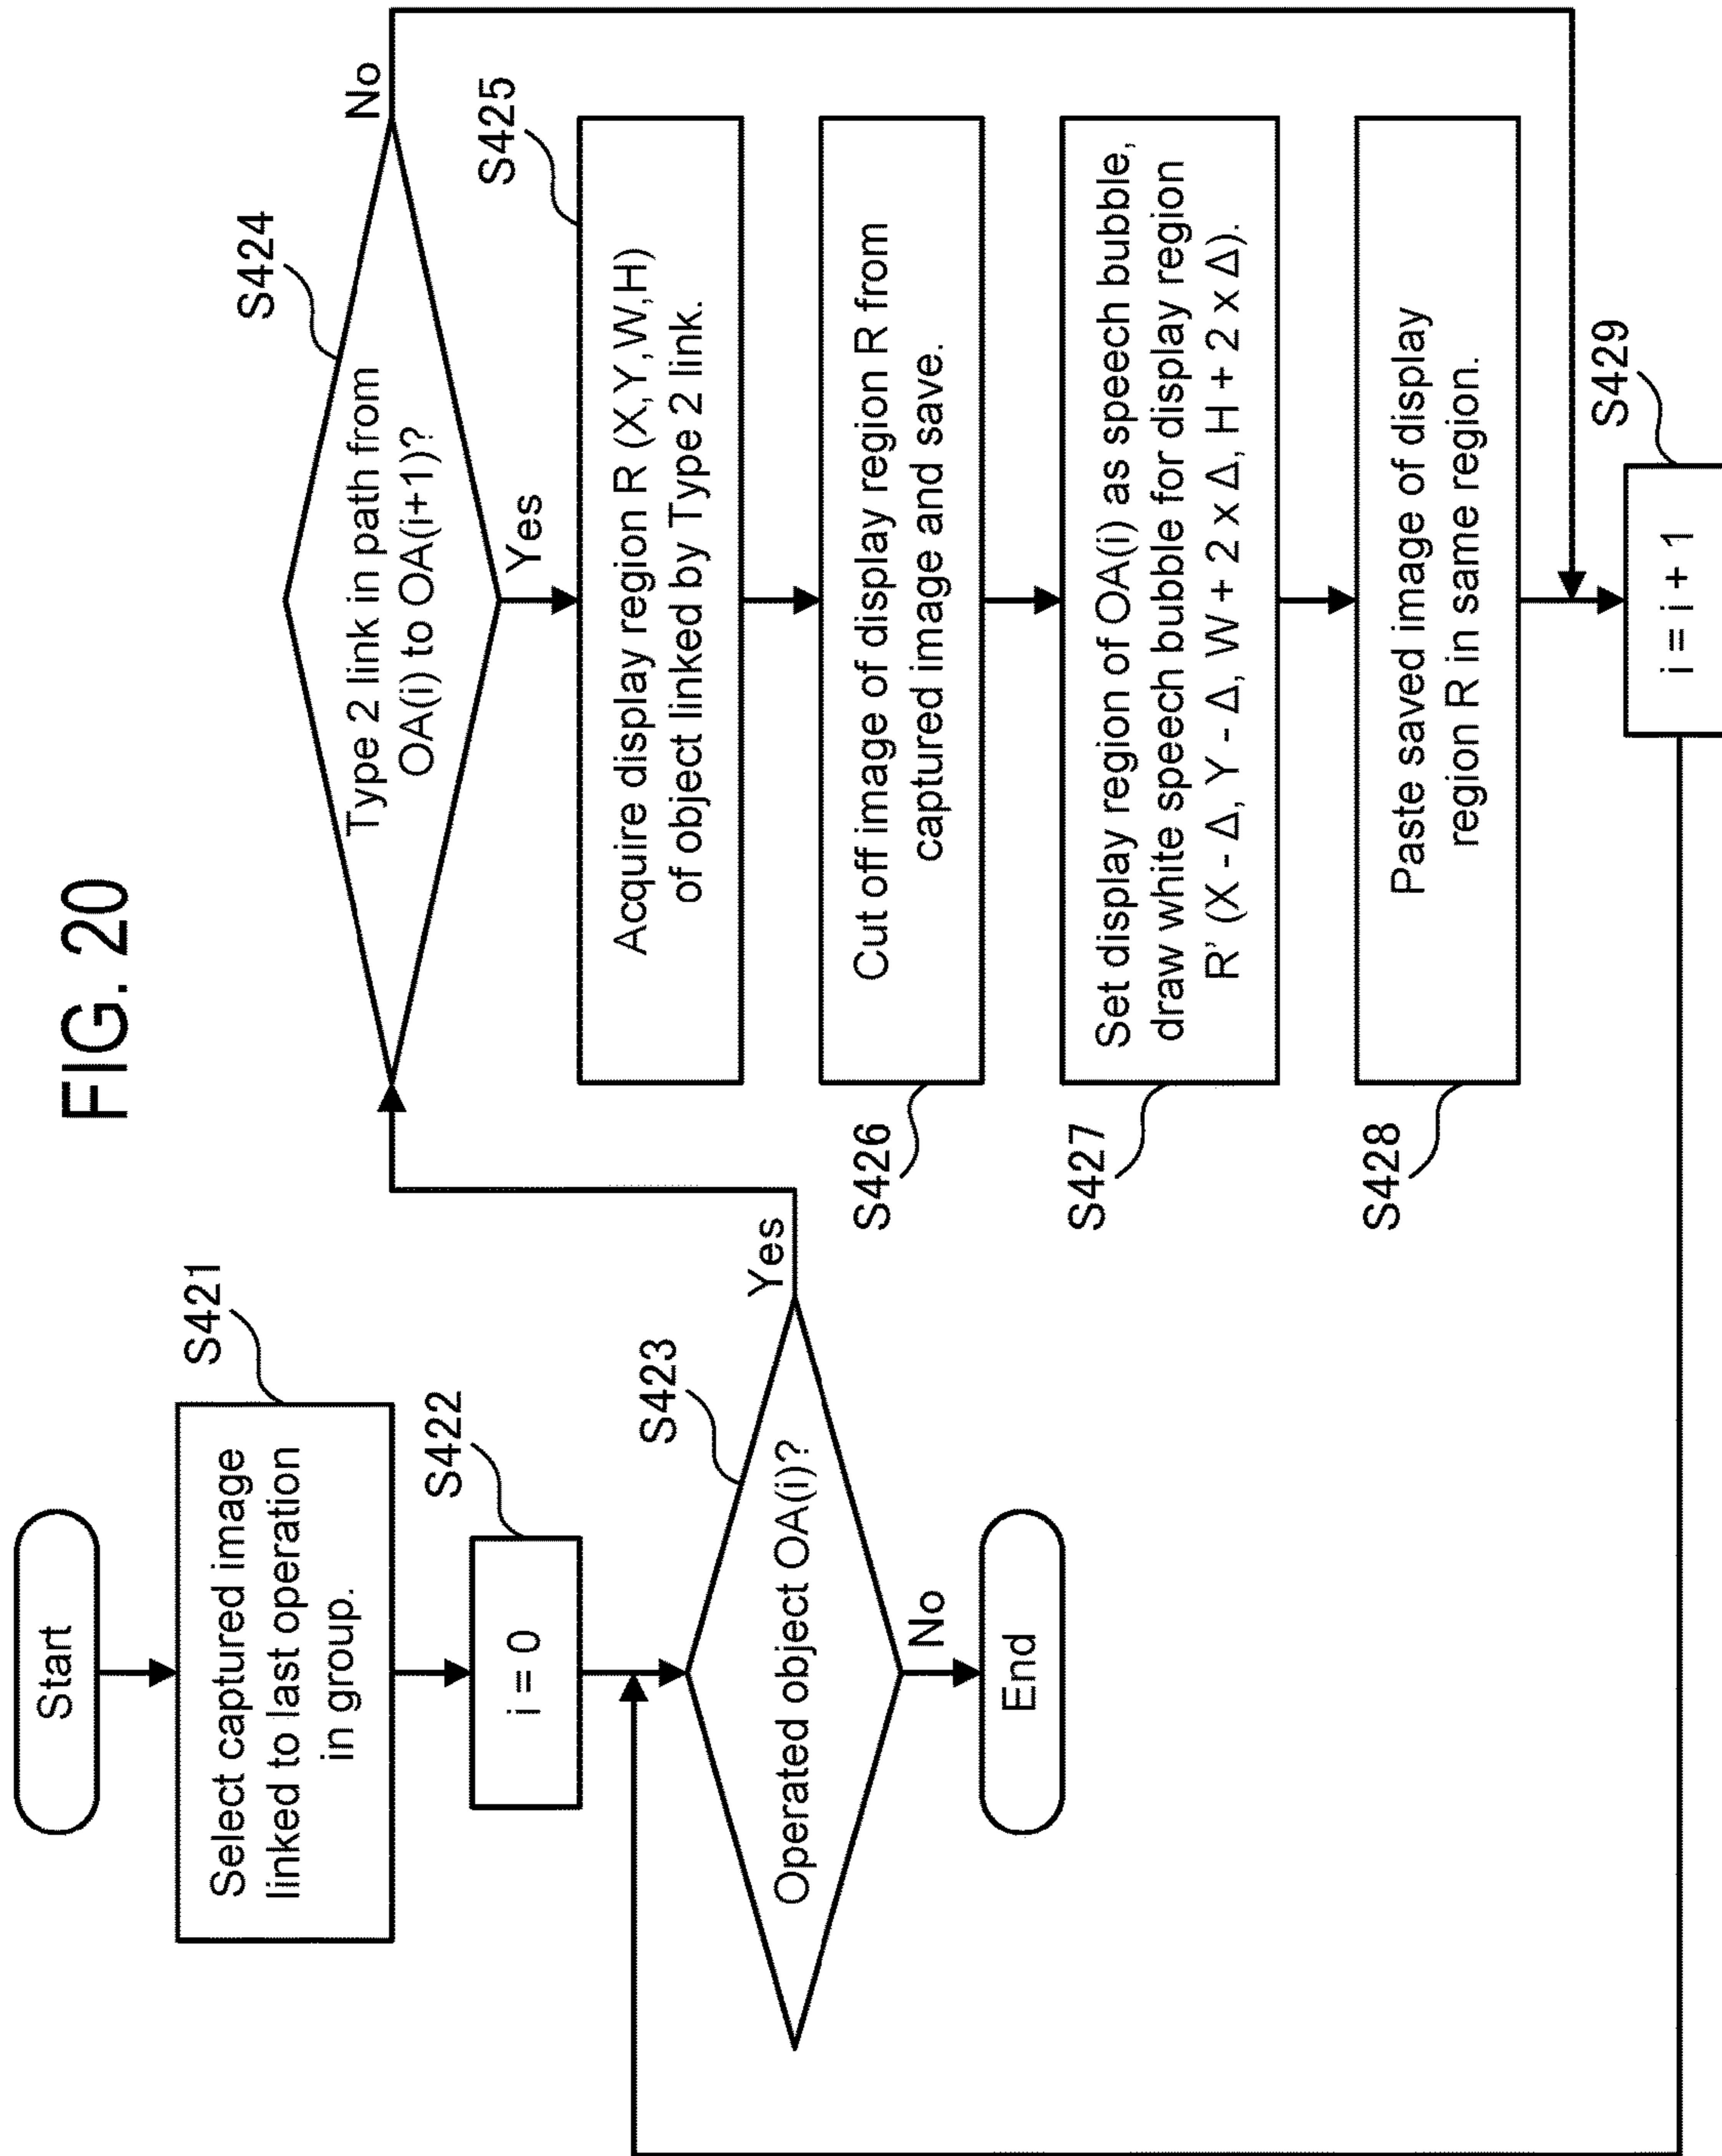 FIG. 20
Start
S421
Select captured image
linked to last operation
in group.
S422
i = 0
S423
Operated object OA(i)?
Yes
No
End
S424
Type 2 link in path from
OA(i) to OA(i+1)?
No
Yes
S425
Acquire display region R (X,Y,W,H)
of object linked by Type 2 link.
S426
Cut off image of display region R from
captured image and save.
S427
Set display region of OA(i) as speech bubble,
draw white speech bubble for display region
R’ (X - Δ, Y - Δ, W + 2 x Δ, H + 2 x Δ).
S428
Paste saved image of display
region R in same region.
S429
i = i + 1